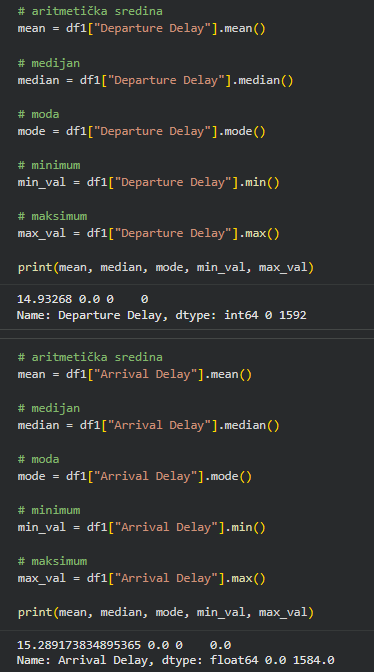 # aritmetička sredina
mean = df1["Departure Delay"].mean()
# medijan
median = df1["Departure Delay"].median()
# moda
mode = df1["Departure Delay"].mode()
# minimum
min_val = df1["Departure Delay"].min()
# maksimum
max_val = df1["Departure Delay"].max()
print(mean, median, mode, min_val, max_val)
14.93268 0.0 0    0
Name: Departure Delay, dtype: int64 0 1592
# aritmetička sredina
mean = df1["Arrival Delay"].mean()
# medijan
median = df1["Arrival Delay"].median()
# moda
mode = df1["Arrival Delay"].mode()
# minimum
min_val = df1["Arrival Delay"].min()
# maksimum
max_val = df1["Arrival Delay"].max()
print(mean, median, mode, min_val, max_val)
15.289173834895365 0.0 0    0.0
Name: Arrival Delay, dtype: float64 0.0 1584.0